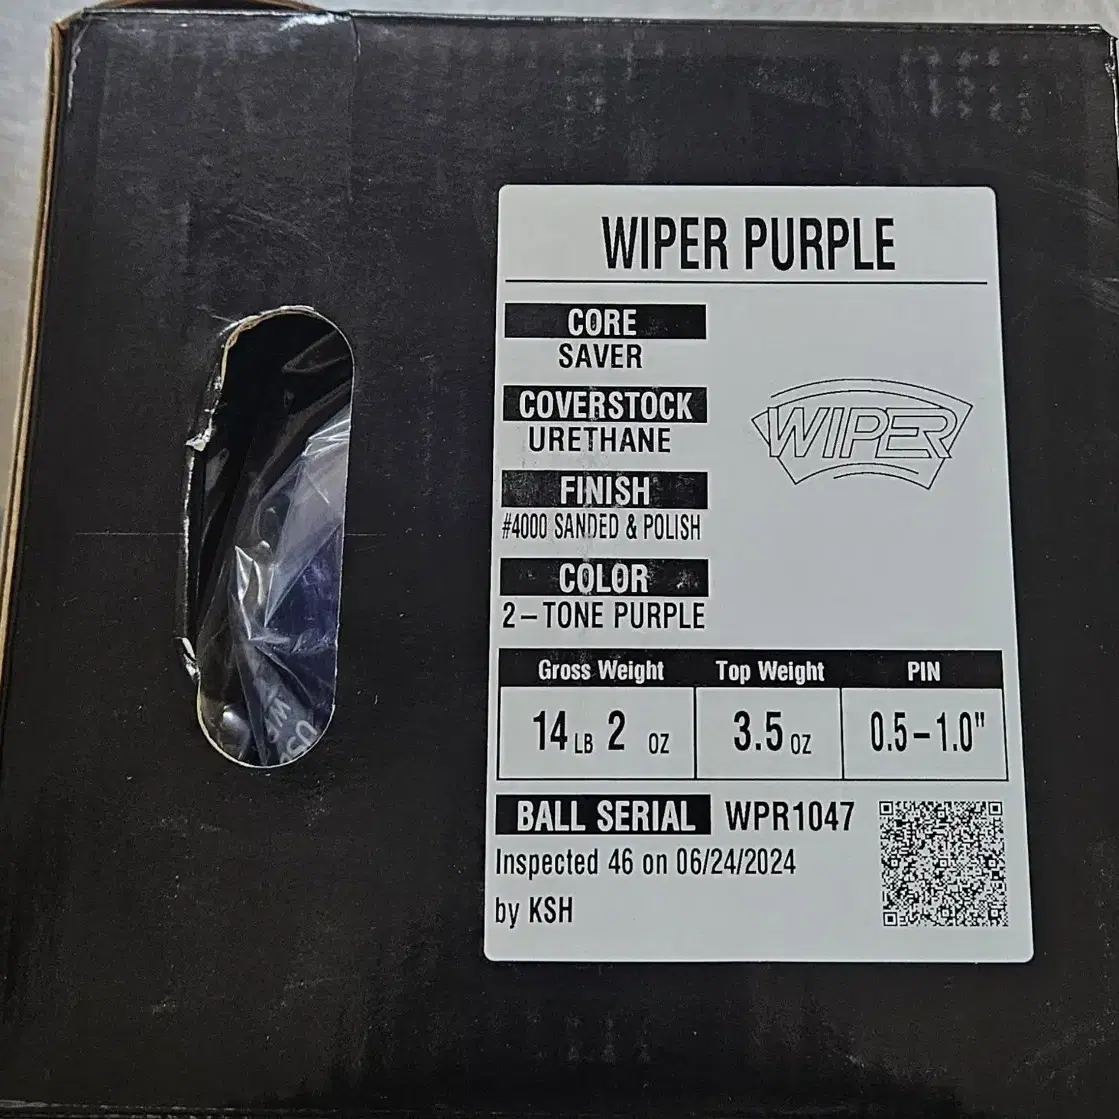 WIPER PURPLE
CORE
SAVER
COVERSTOCK
URETHANE
WIPER
FINISH
#4000 SANDED & POLISH
COLOR
2-TONE PURPLE
Gross Weight Top Weight PIN
14 LB 2 OZ 3.5 OZ 0.5-1.0"
BALL SERIAL WPR1047
Inspected 46 on 06/24/2024
by KSH